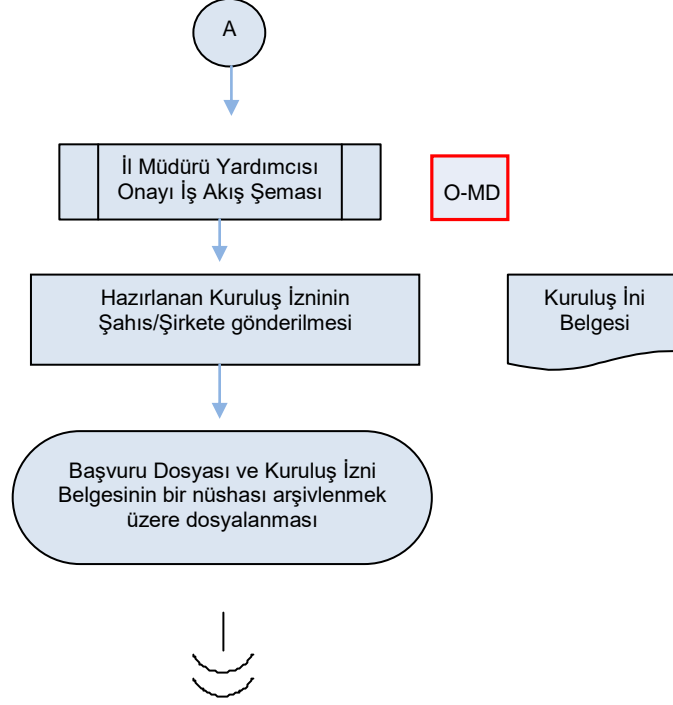 A
İl Müdürü Yardımcısı
Onayı İş Akış Şeması
O-MD
Hazırlanan Kuruluş İzninin
Şahıs/Şirkete gönderilmesi
Kuruluş İni
Belgesi
Başvuru Dosyası ve Kuruluş İzni
Belgesinin bir nüshası arşivlenmek
üzere dosyalanması